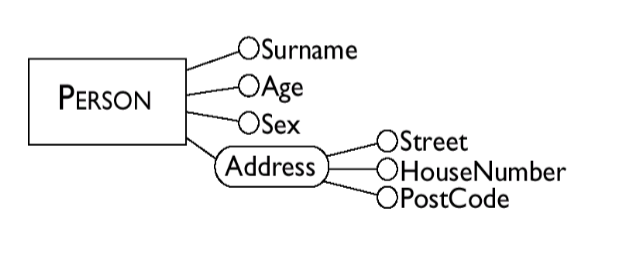 Surname
PERSON
Age
Sex
Street
Address
HouseNumber
PostCode